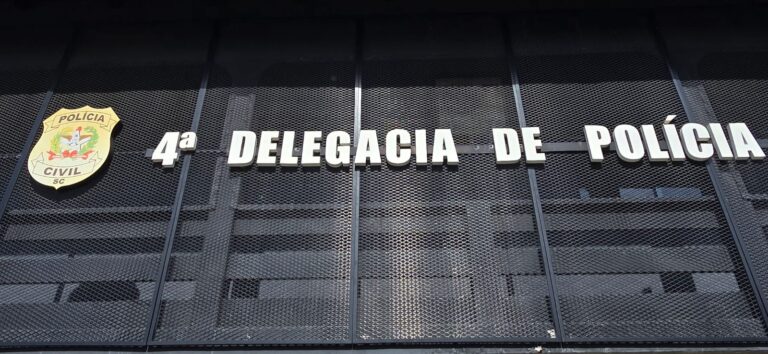 POLÍCIA
CIVIL
SC
4ª DELEGACIA DE POLÍCIA